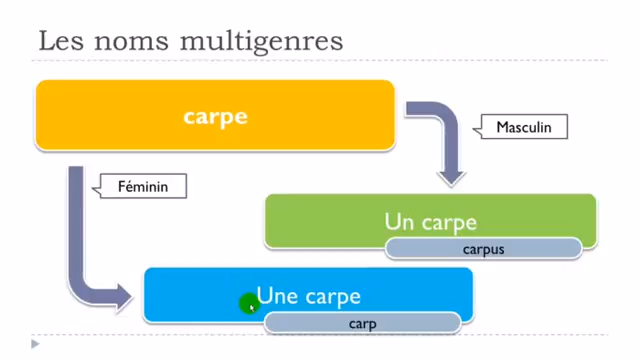 Les noms multigenres
carpe
Masculin
Féminin
Un carpe
carpus
Une carpe
carp